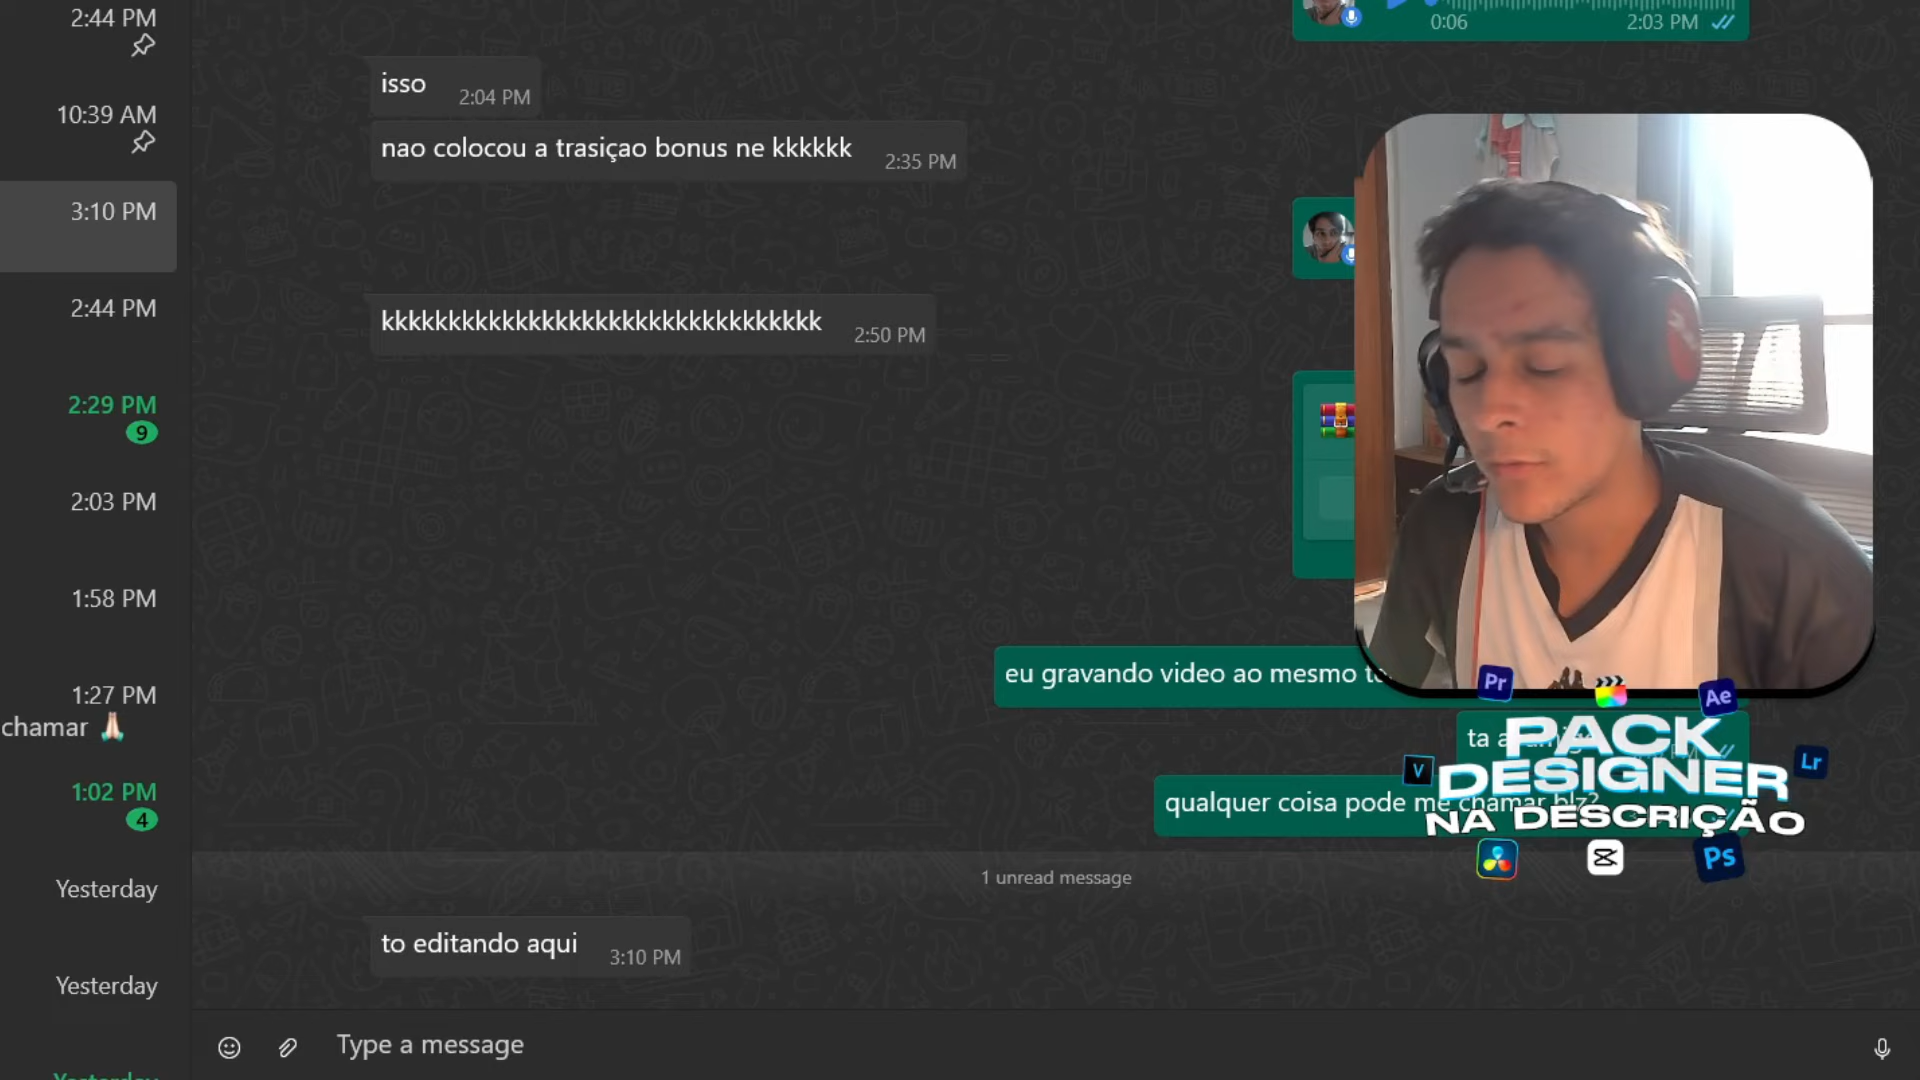 2:44 PM
10:39 AM
3:10 PM
2:44 PM
2:29 PM
9
2:03 PM
1:58 PM
1:27 PM
chamar 🙏🏻
1:02 PM
4
Yesterday
Yesterday
Yesterday
0:06 2:03 PM
isso 2:04 PM
nao colocou a trasiçao bonus ne kkkkkk 2:35 PM
kkkkkkkkkkkkkkkkkkkkkkkkkkkkkkkkk 2:50 PM
eu gravando video ao mesmo
ta
qualquer coisa pode me chamar blz?
1 unread message
to editando aqui 3:10 PM
Type a message
Pr
Ae
V
Lr
PACK
DESIGNER
NA DESCRIÇÃO
Ps